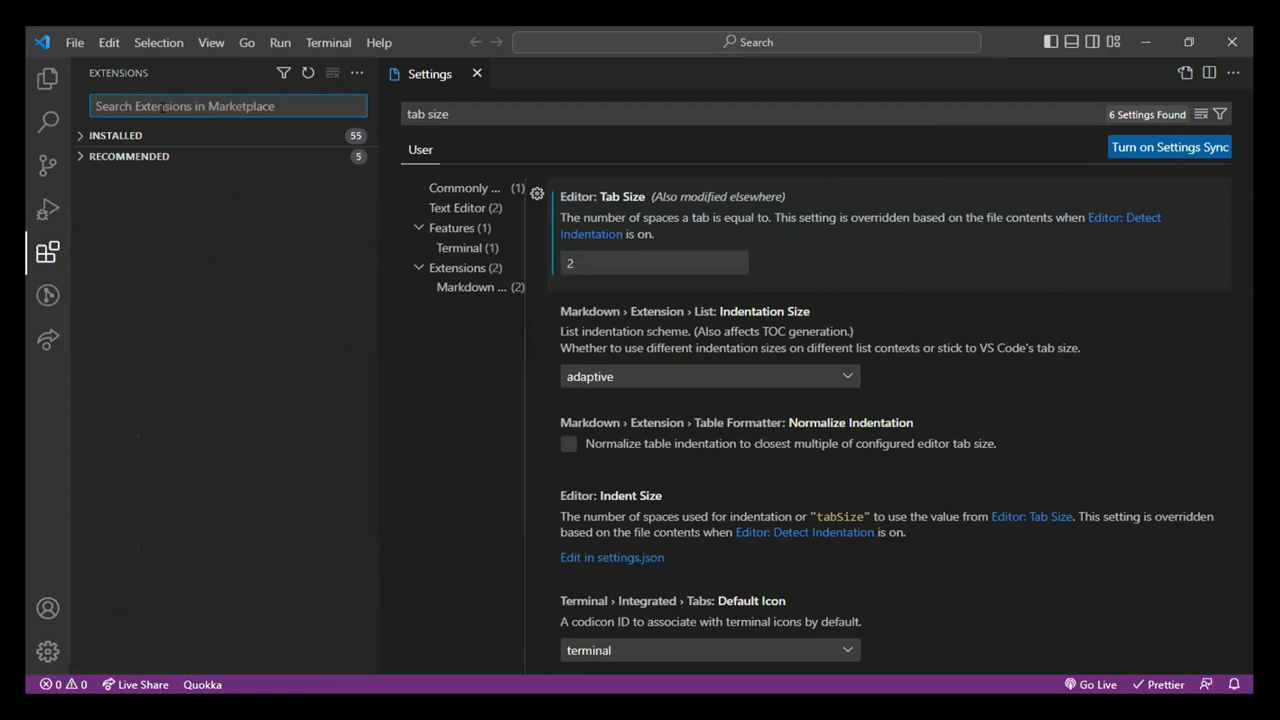 File Edit Selection View Go Run Terminal Help
Search
EXTENSIONS
Search Extensions in Marketplace
INSTALLED 55
RECOMMENDED 5
Settings
tab size
6 Settings Found
User
Turn on Settings Sync
Commonly ... (1)
Text Editor (2)
Features (1)
Terminal (1)
Extensions (2)
Markdown ... (2)
Editor: Tab Size (Also modified elsewhere)
The number of spaces a tab is equal to. This setting is overridden based on the file contents when Editor: Detect
Indentation is on.
2
Markdown › Extension › List: Indentation Size
List indentation scheme. (Also affects TOC generation.)
Whether to use different indentation sizes on different list contexts or stick to VS Code's tab size.
adaptive
Markdown › Extension › Table Formatter: Normalize Indentation
Normalize table indentation to closest multiple of configured editor tab size.
Editor: Indent Size
The number of spaces used for indentation or "tabSize" to use the value from Editor: Tab Size. This setting is overridden
based on the file contents when Editor: Detect Indentation is on.
Edit in settings.json
Terminal › Integrated › Tabs: Default Icon
A codicon ID to associate with terminal icons by default.
terminal
0 0 Live Share Quokka Go Live Prettier